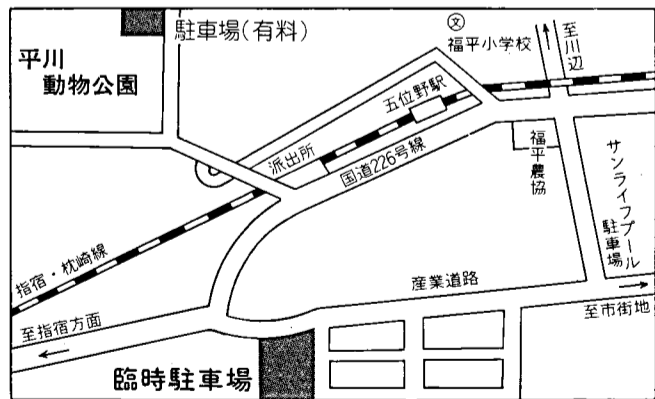 駐車場(有料)
平川
動物公園
文
福平小学校
至川辺
五位野駅
派出所
国道226号線
福平農協
サンライフプール
駐車場
指宿・枕崎線
産業道路
至指宿方面
至市街地
臨時駐車場